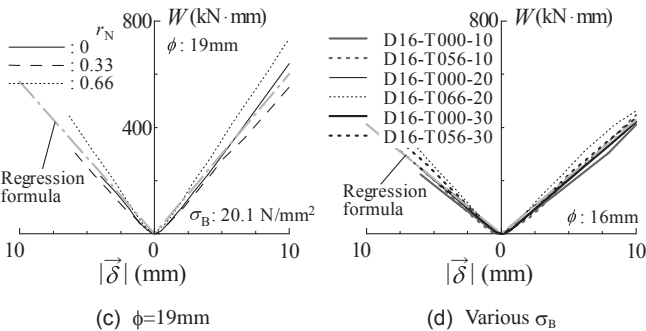 r_N
: 0
: 0.33
: 0.66
800
W(kN·mm)
ϕ : 19mm
400
Regression
formula
σ_B: 20.1 N/mm²
10
0
10
|δ⃗| (mm)
(c) ϕ=19mm
800
W(kN·mm)
D16-T000-10
D16-T056-10
D16-T000-20
D16-T066-20
D16-T000-30
D16-T056-30
400
Regression
formula
ϕ : 16mm
10
0
10
|δ⃗| (mm)
(d) Various σ_B